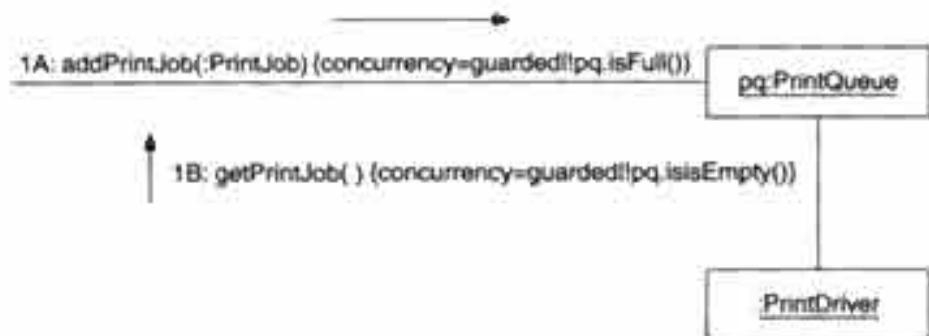 1A: addPrintJob(:PrintJob) {concurrency=guarded|!pq.isFull()}
pq:PrintQueue
1B: getPrintJob( ) {concurrency=guarded|!pq.isisEmpty()}
:PrintDriver